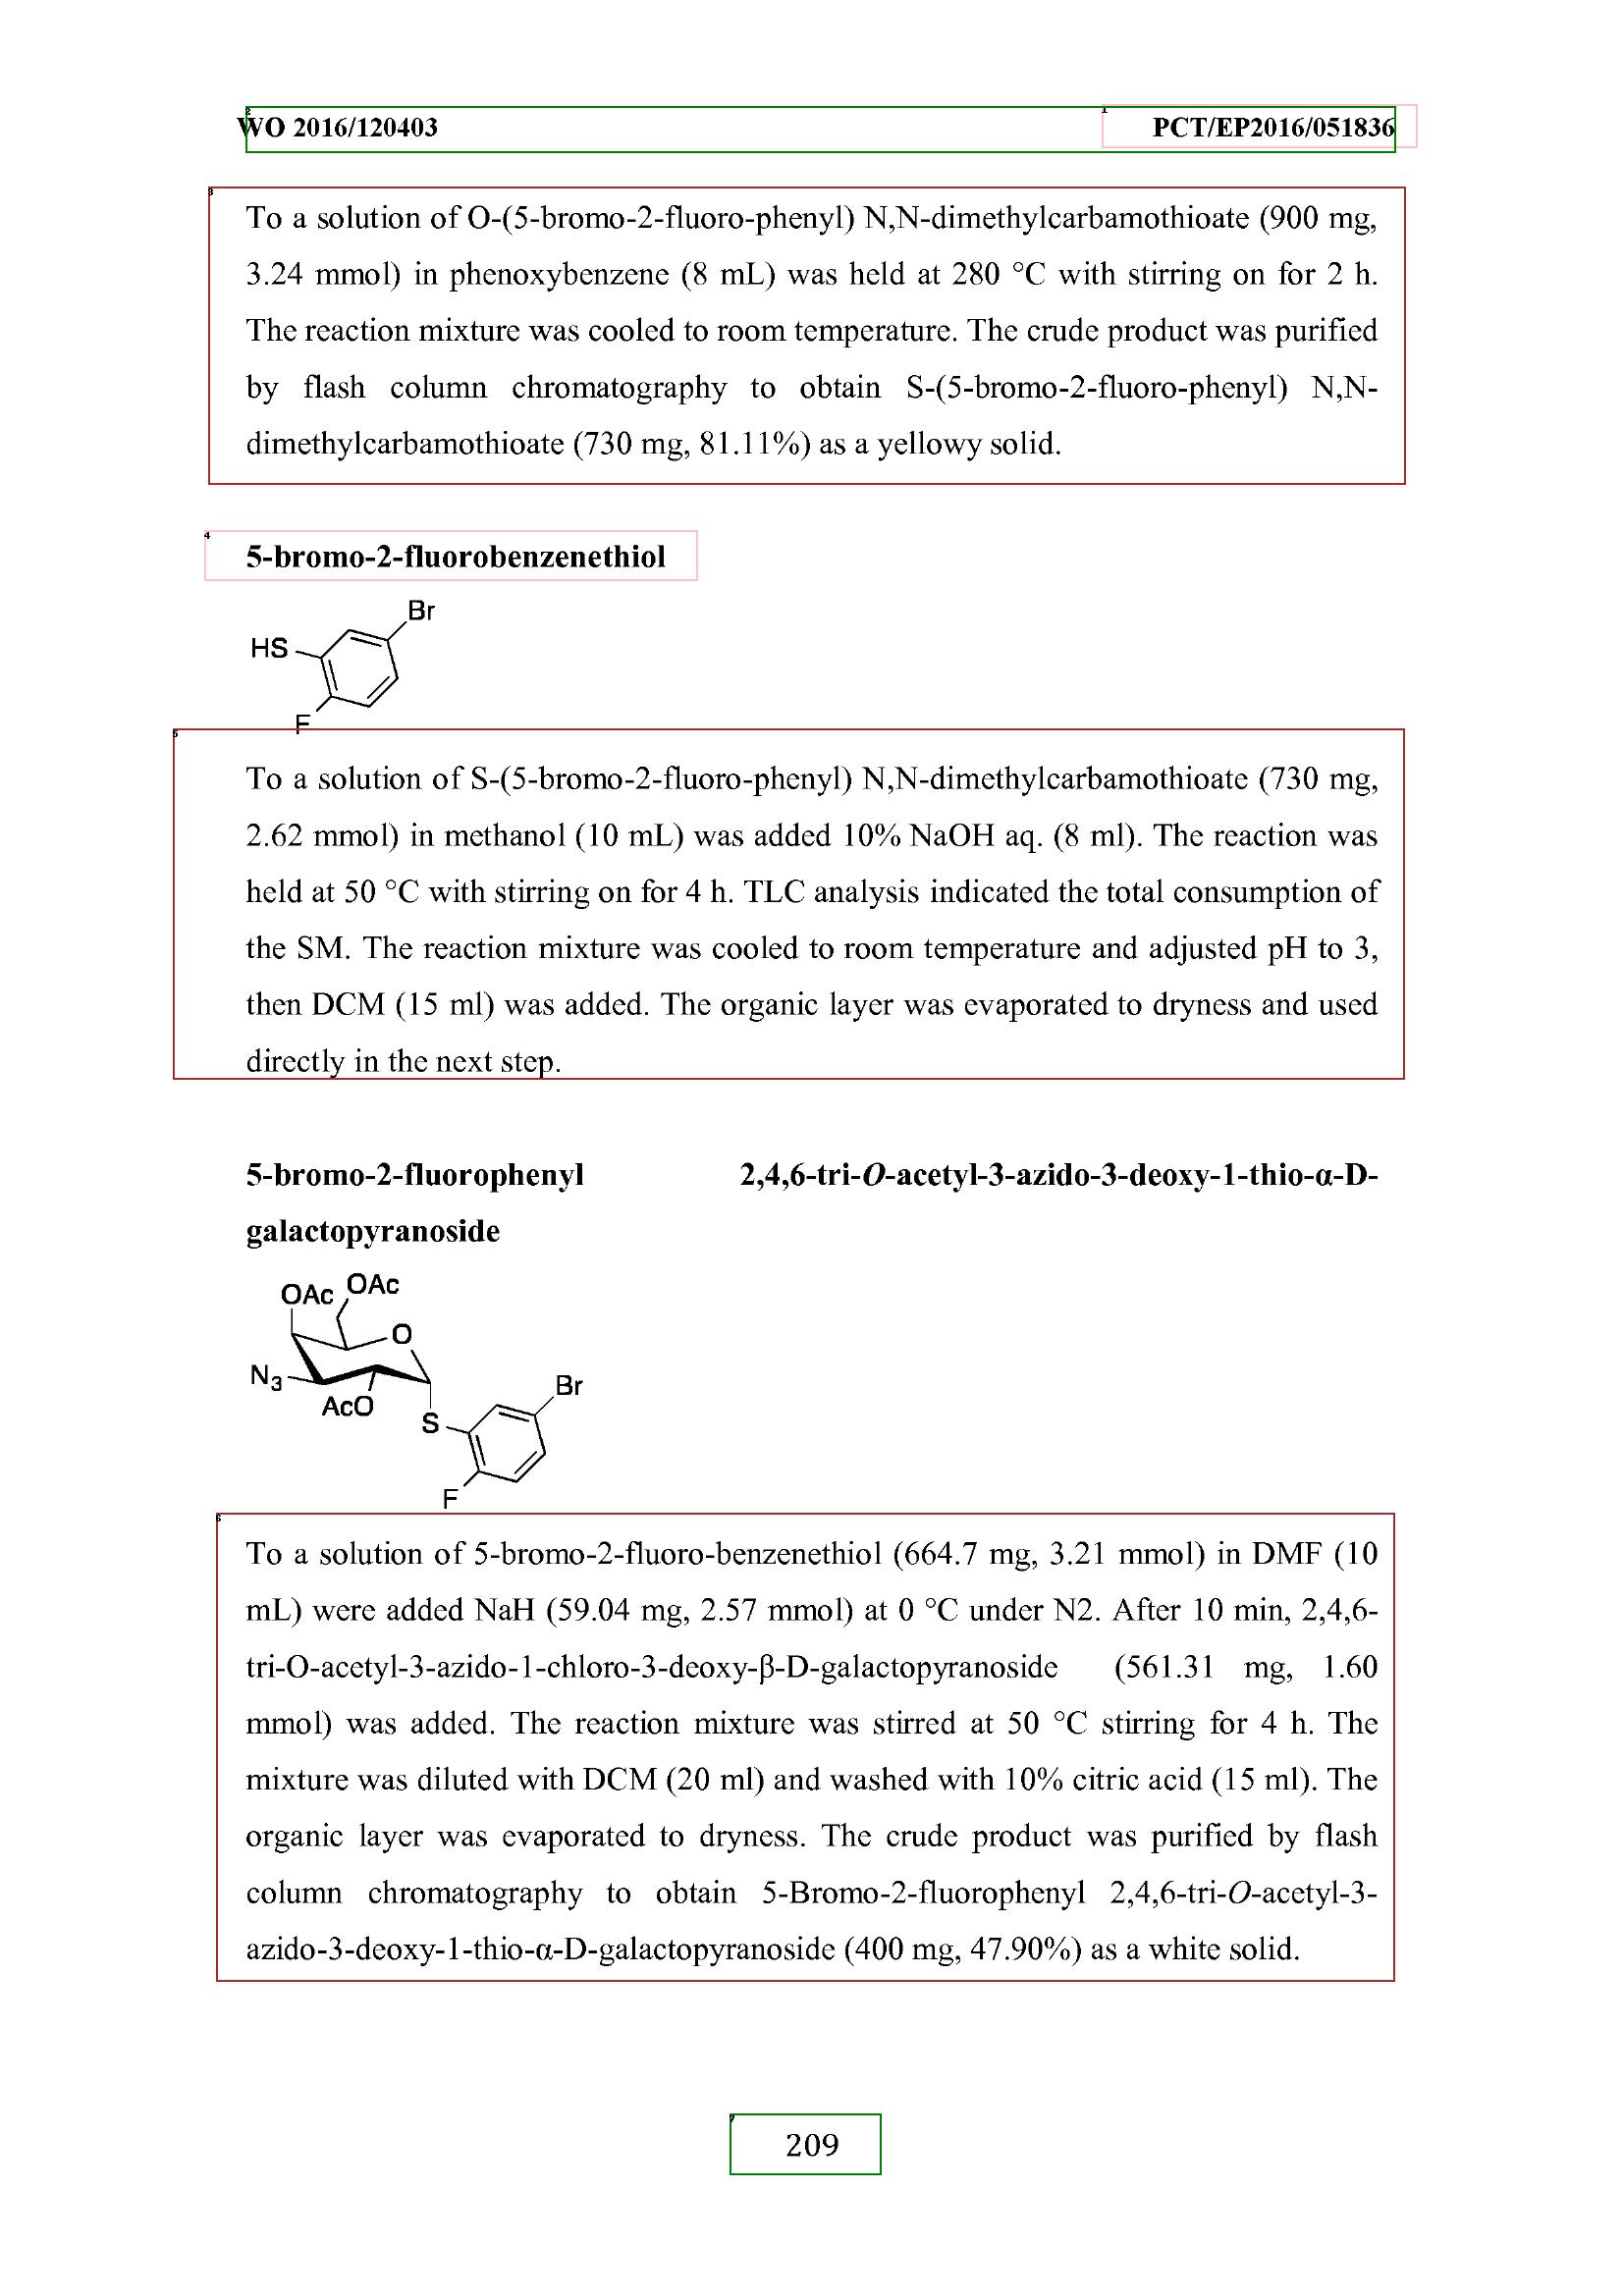 WO 2016/120403 PCT/EP2016/051836
To a solution of O-(5-bromo-2-fluoro-phenyl) N,N-dimethylcarbamothioate (900 mg,
3.24 mmol) in phenoxybenzene (8 mL) was held at 280 °C with stirring on for 2 h.
The reaction mixture was cooled to room temperature. The crude product was purified
by flash column chromatography to obtain S-(5-bromo-2-fluoro-phenyl) N,N-
dimethylcarbamothioate (730 mg, 81.11%) as a yellowy solid.
5-bromo-2-fluorobenzenethiol
Br
HS
F
To a solution of S-(5-bromo-2-fluoro-phenyl) N,N-dimethylcarbamothioate (730 mg,
2.62 mmol) in methanol (10 mL) was added 10% NaOH aq. (8 ml). The reaction was
held at 50 °C with stirring on for 4 h. TLC analysis indicated the total consumption of
the SM. The reaction mixture was cooled to room temperature and adjusted pH to 3,
then DCM (15 ml) was added. The organic layer was evaporated to dryness and used
directly in the next step.
5-bromo-2-fluorophenyl 2,4,6-tri-O-acetyl-3-azido-3-deoxy-1-thio-α-D-
galactopyranoside
OAc OAc
O
N3
AcO
Br
S
F
To a solution of 5-bromo-2-fluoro-benzenethiol (664.7 mg, 3.21 mmol) in DMF (10
mL) were added NaH (59.04 mg, 2.57 mmol) at 0 °C under N2. After 10 min, 2,4,6-
tri-O-acetyl-3-azido-1-chloro-3-deoxy-β-D-galactopyranoside (561.31 mg, 1.60
mmol) was added. The reaction mixture was stirred at 50 °C stirring for 4 h. The
mixture was diluted with DCM (20 ml) and washed with 10% citric acid (15 ml). The
organic layer was evaporated to dryness. The crude product was purified by flash
column chromatography to obtain 5-Bromo-2-fluorophenyl 2,4,6-tri-O-acetyl-3-
azido-3-deoxy-1-thio-α-D-galactopyranoside (400 mg, 47.90%) as a white solid.
209